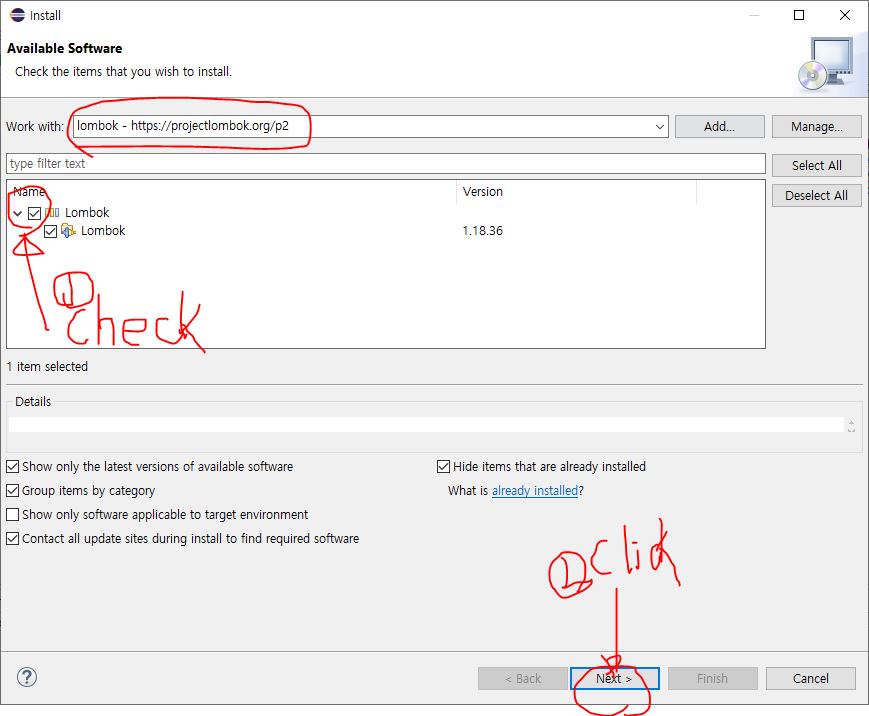 Install
Available Software
Check the items that you wish to install.
Work with: lombok - https://projectlombok.org/p2 Add... Manage...
type filter text Select All
Name Version Deselect All
Lombok
Lombok 1.18.36
① Check
1 item selected
Details
Show only the latest versions of available software Hide items that are already installed
Group items by category What is already installed?
Show only software applicable to target environment
Contact all update sites during install to find required software
② Click
? < Back Next > Finish Cancel